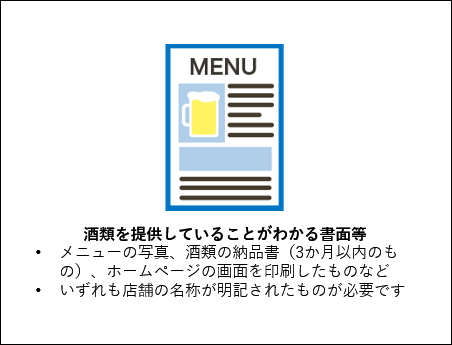 MENU
酒類を提供していることがわかる書面等
• メニューの写真、酒類の納品書（3か月以内のも
の）、ホームページの画面を印刷したものなど
• いずれも店舗の名称が明記されたものが必要です